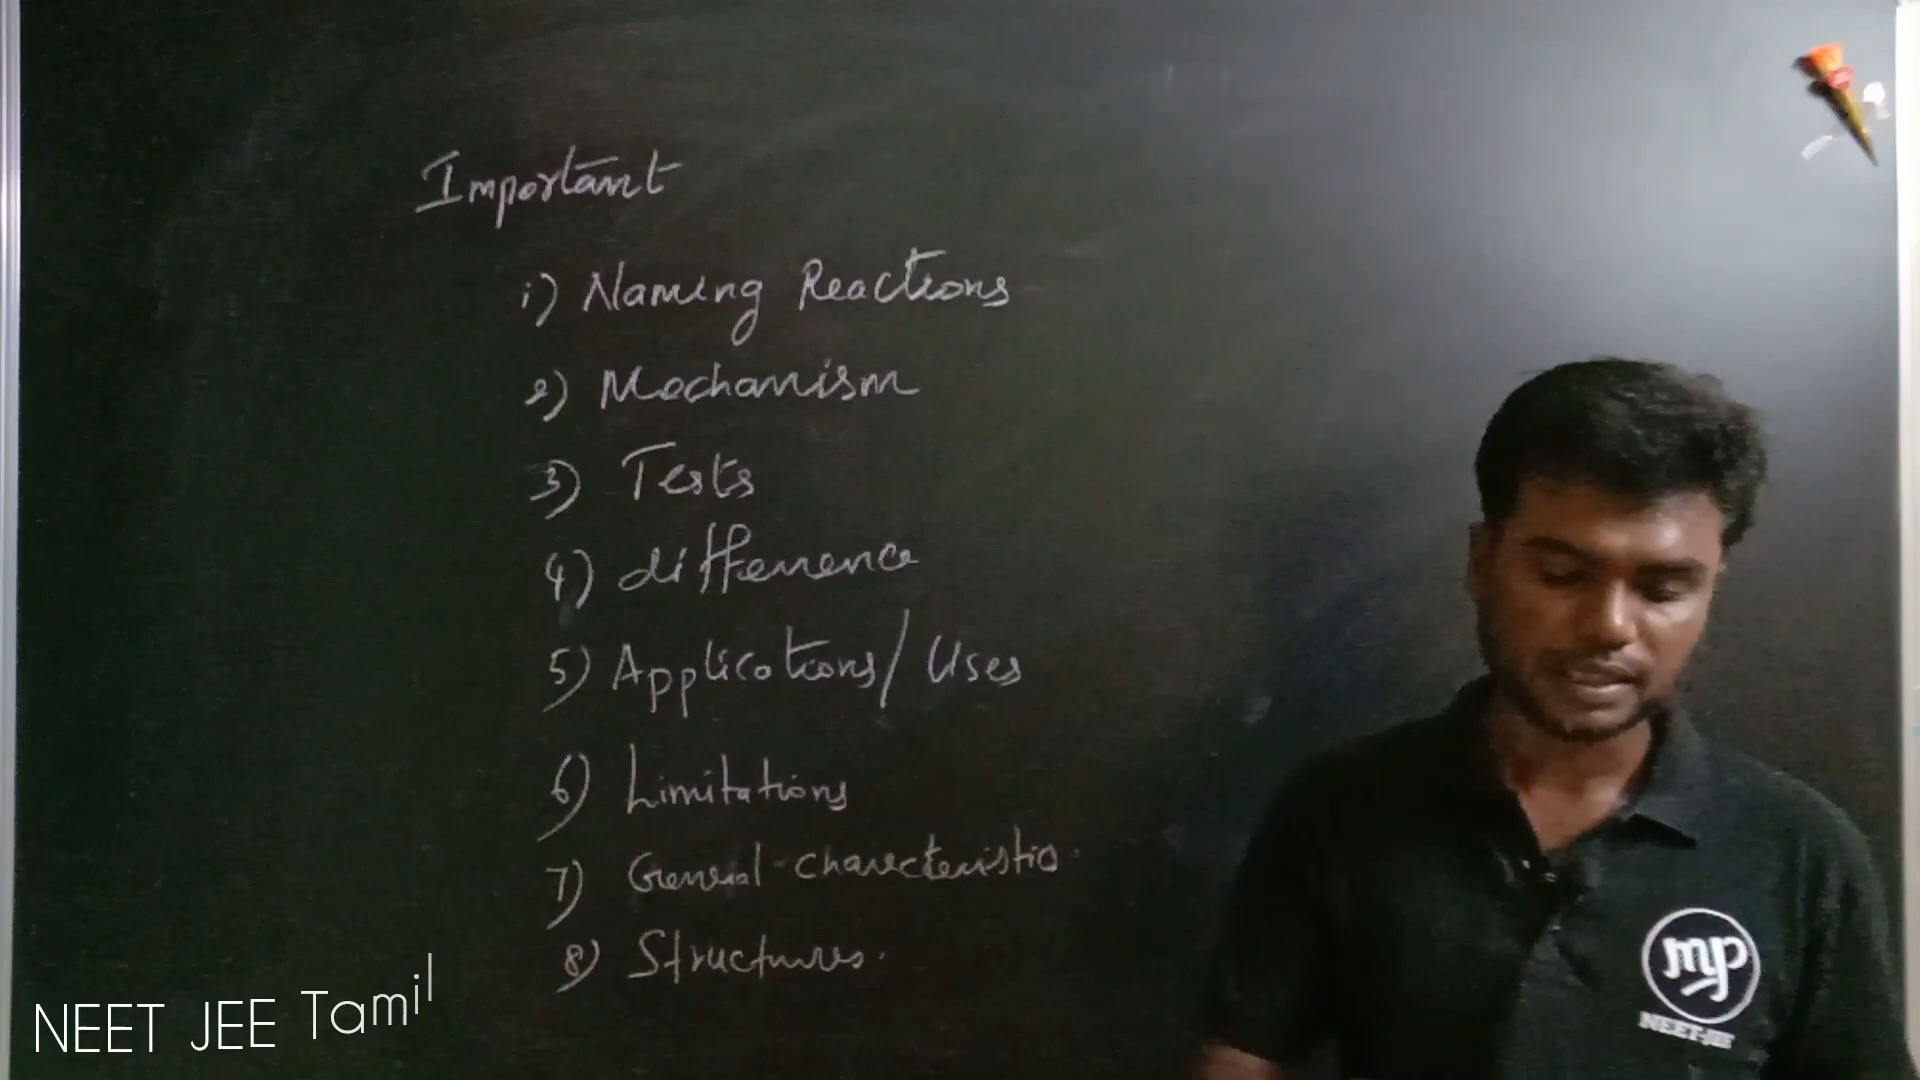 Important
1) Naming Reactions
2) Mechanism
3) Tests
4) difference
5) Applications/Uses
6) Limitations
7) General characteristic.
8) Structures.
NEET JEE Tamil
mp
NEET-JEE